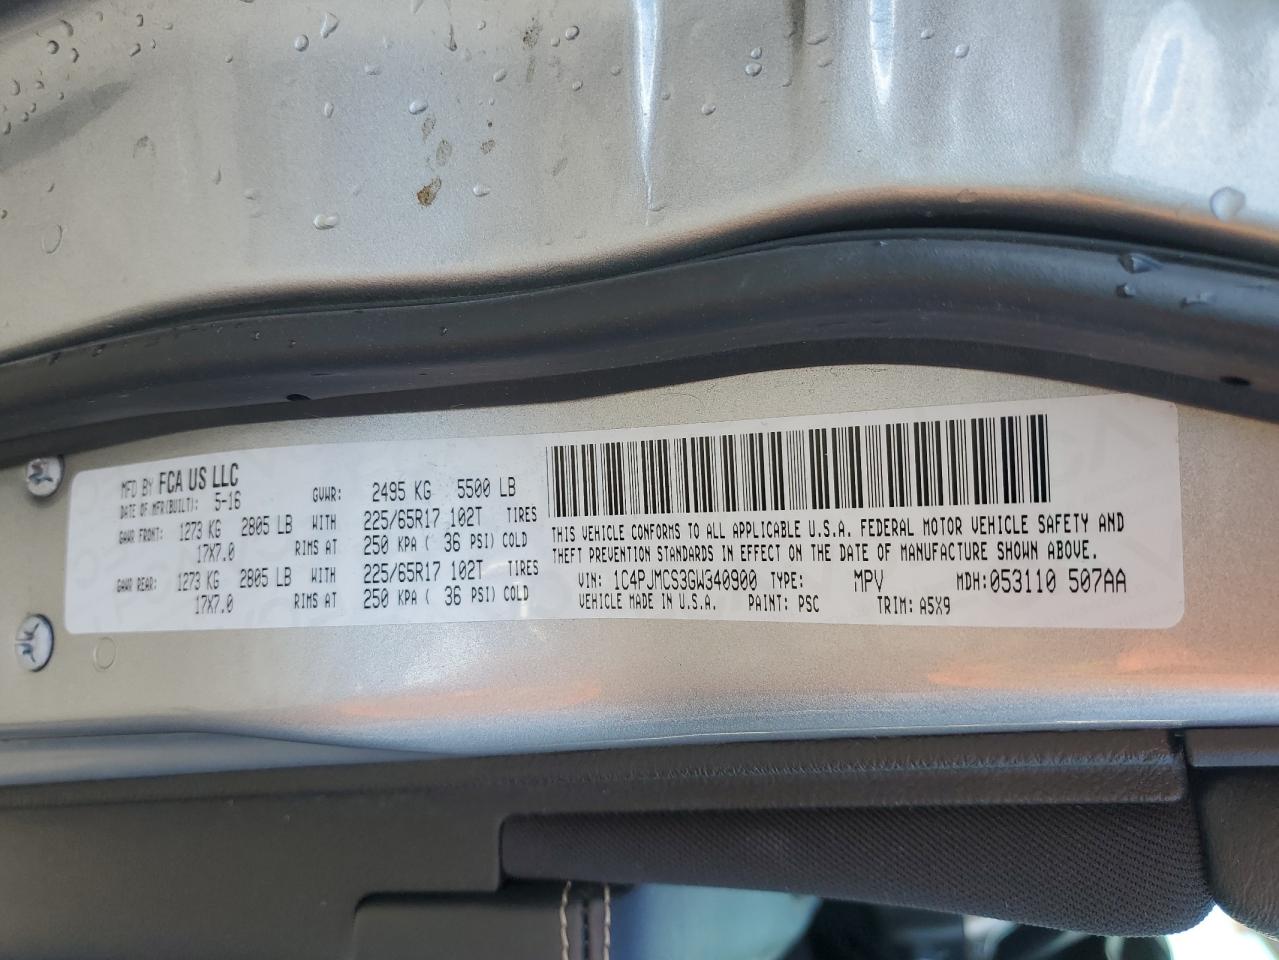 MFD BY FCA US LLC
DATE OF MFR(BUILT): 5-16 GVWR: 2495 KG 5500 LB
GAWR FRONT: 1273 KG 2805 LB WITH 225/65R17 102T TIRES
17X7.0 RIMS AT 250 KPA ( 36 PSI) COLD
GAWR REAR: 1273 KG 2805 LB WITH 225/65R17 102T TIRES
17X7.0 RIMS AT 250 KPA ( 36 PSI) COLD
THIS VEHICLE CONFORMS TO ALL APPLICABLE U.S.A. FEDERAL MOTOR VEHICLE SAFETY AND
THEFT PREVENTION STANDARDS IN EFFECT ON THE DATE OF MANUFACTURE SHOWN ABOVE.
VIN: 1C4PJMCS3GW340900 TYPE: MPV MDH: 053110 507AA
VEHICLE MADE IN U.S.A. PAINT: PSC TRIM: A5X9